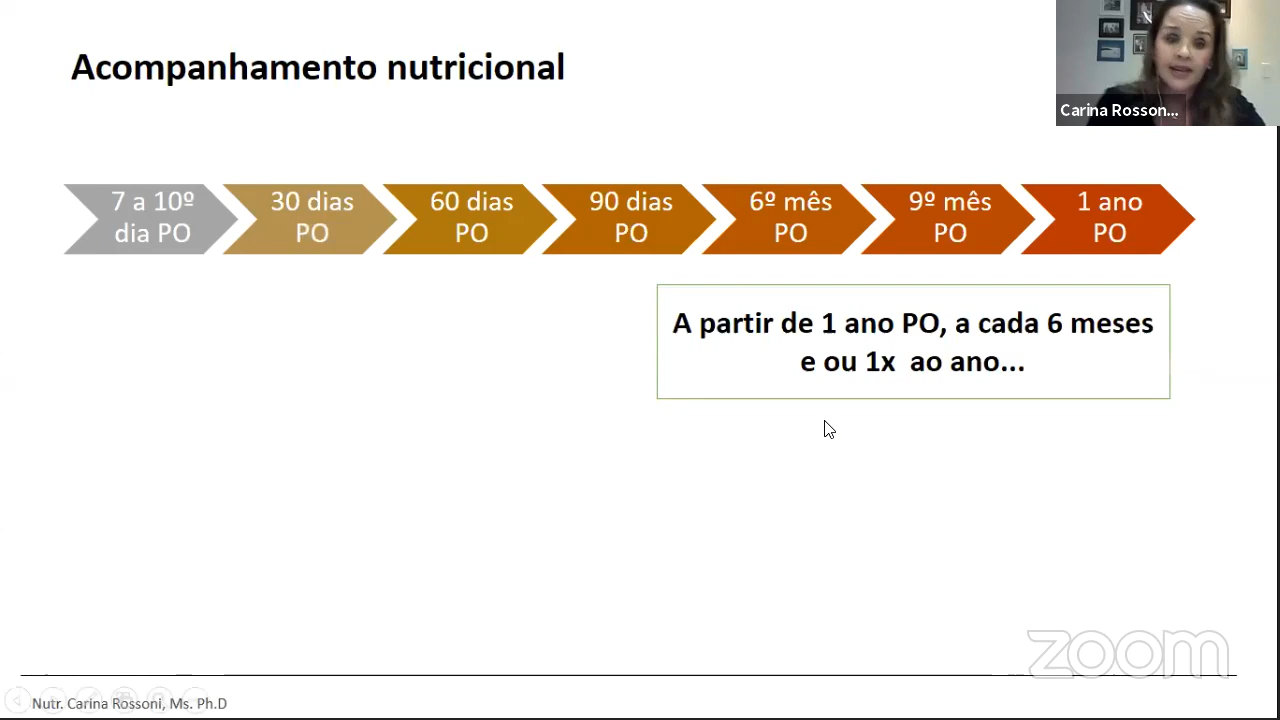 Acompanhamento nutricional
Carina Rosson...
7 a 10º
dia PO
30 dias
PO
60 dias
PO
90 dias
PO
6º mês
PO
9º mês
PO
1 ano
PO
A partir de 1 ano PO, a cada 6 meses
e ou 1x  ao ano...
zoom
Nutr. Carina Rossoni, Ms. Ph.D